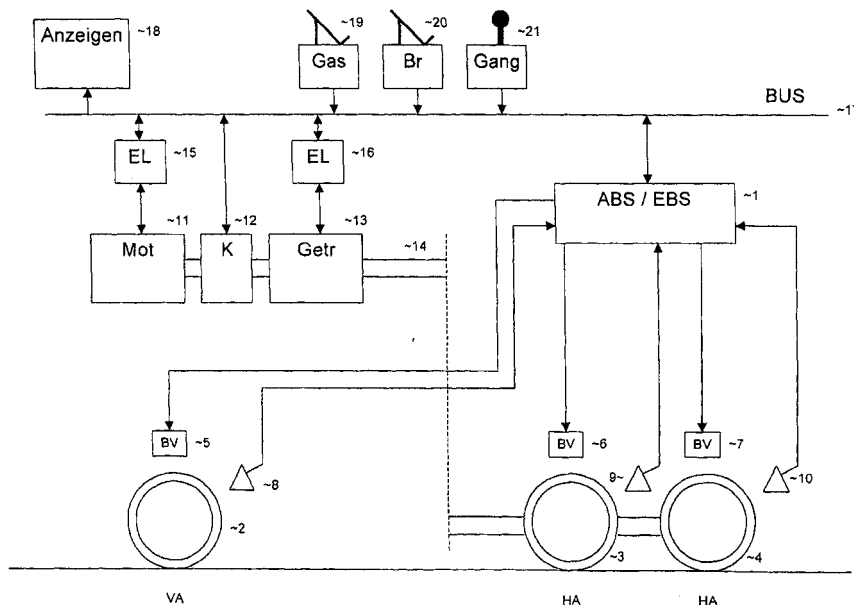 Anzeigen ~18
~19 ~20 ~21
Gas Br Gang
BUS
~17
EL ~15 EL ~16
ABS / EBS ~1
~11 ~12 ~13
Mot K Getr ~14
BV ~5 BV ~6 BV ~7
~8 9~ ~10
~2 ~3 ~4
VA HA HA